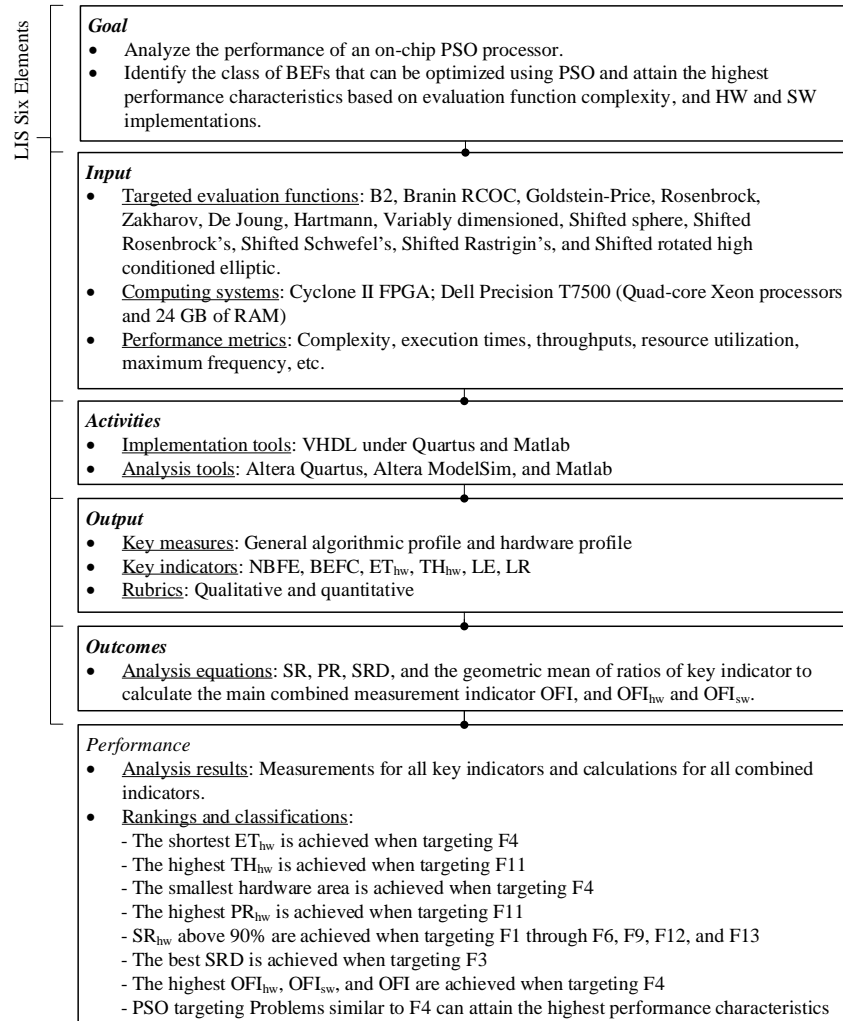 LIS Six Elements
Goal
• Analyze the performance of an on-chip PSO processor.
• Identify the class of BEFs that can be optimized using PSO and attain the highest
performance characteristics based on evaluation function complexity, and HW and SW
implementations.
Input
• Targeted evaluation functions: B2, Branin RCOC, Goldstein-Price, Rosenbrock,
Zakharov, De Joung, Hartmann, Variably dimensioned, Shifted sphere, Shifted
Rosenbrock’s, Shifted Schwefel’s, Shifted Rastrigin’s, and Shifted rotated high
conditioned elliptic.
• Computing systems: Cyclone II FPGA; Dell Precision T7500 (Quad-core Xeon processors
and 24 GB of RAM)
• Performance metrics: Complexity, execution times, throughputs, resource utilization,
maximum frequency, etc.
Activities
• Implementation tools: VHDL under Quartus and Matlab
• Analysis tools: Altera Quartus, Altera ModelSim, and Matlab
Output
• Key measures: General algorithmic profile and hardware profile
• Key indicators: NBFE, BEFC, EThw, THhw, LE, LR
• Rubrics: Qualitative and quantitative
Outcomes
• Analysis equations: SR, PR, SRD, and the geometric mean of ratios of key indicator to
calculate the main combined measurement indicator OFI, and OFIhw and OFIsw.
Performance
• Analysis results: Measurements for all key indicators and calculations for all combined
indicators.
• Rankings and classifications:
- The shortest EThw is achieved when targeting F4
- The highest THhw is achieved when targeting F11
- The smallest hardware area is achieved when targeting F4
- The highest PRhw is achieved when targeting F11
- SRhw above 90% are achieved when targeting F1 through F6, F9, F12, and F13
- The best SRD is achieved when targeting F3
- The highest OFIhw, OFIsw, and OFI are achieved when targeting F4
- PSO targeting Problems similar to F4 can attain the highest performance characteristics